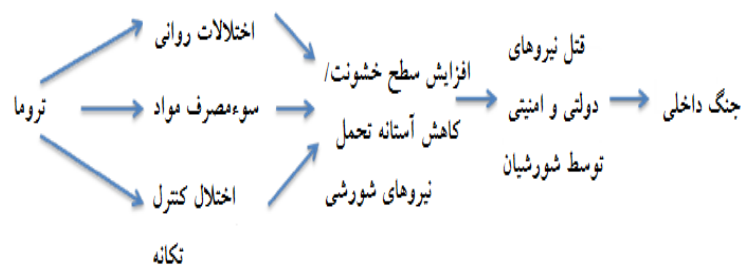 تروما
اختلالات روانی
سوءمصرف مواد
اختلال کنترل
تکانه
افزایش سطح خشونت/
کاهش آستانه تحمل
نیروهای شورشی
قتل نیروهای
دولتی و امنیتی
توسط شورشیان
جنگ داخلی